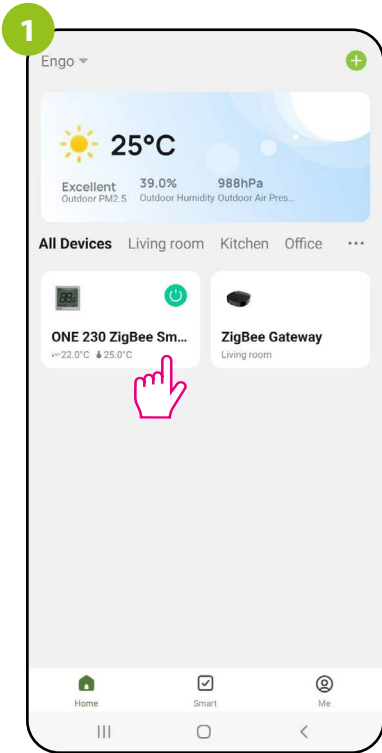 1
Engo
25°C
Excellent 39.0% 988hPa
Outdoor PM2.5 Outdoor Humidity Outdoor Air Pres...
All Devices Living room Kitchen Office ...
ONE 230 ZigBee Sm... ZigBee Gateway
22.0°C 25.0°C Living room
Home Smart Me